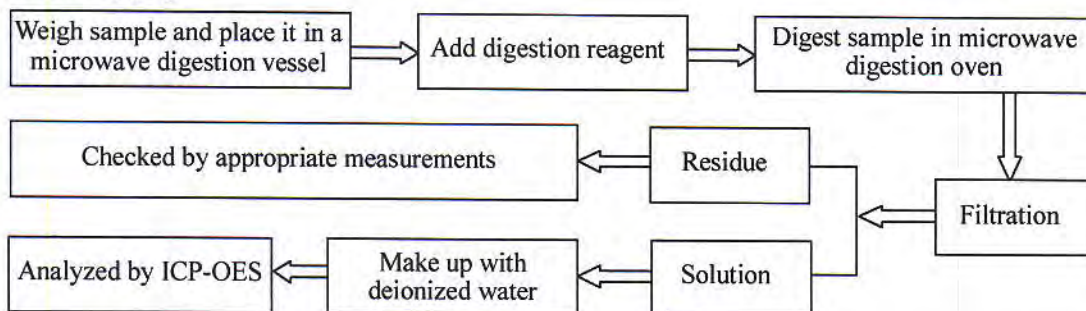 Weigh sample and place it in a
microwave digestion vessel
Add digestion reagent
Digest sample in microwave
digestion oven
Filtration
Residue
Checked by appropriate measurements
Solution
Make up with
deionized water
Analyzed by ICP-OES